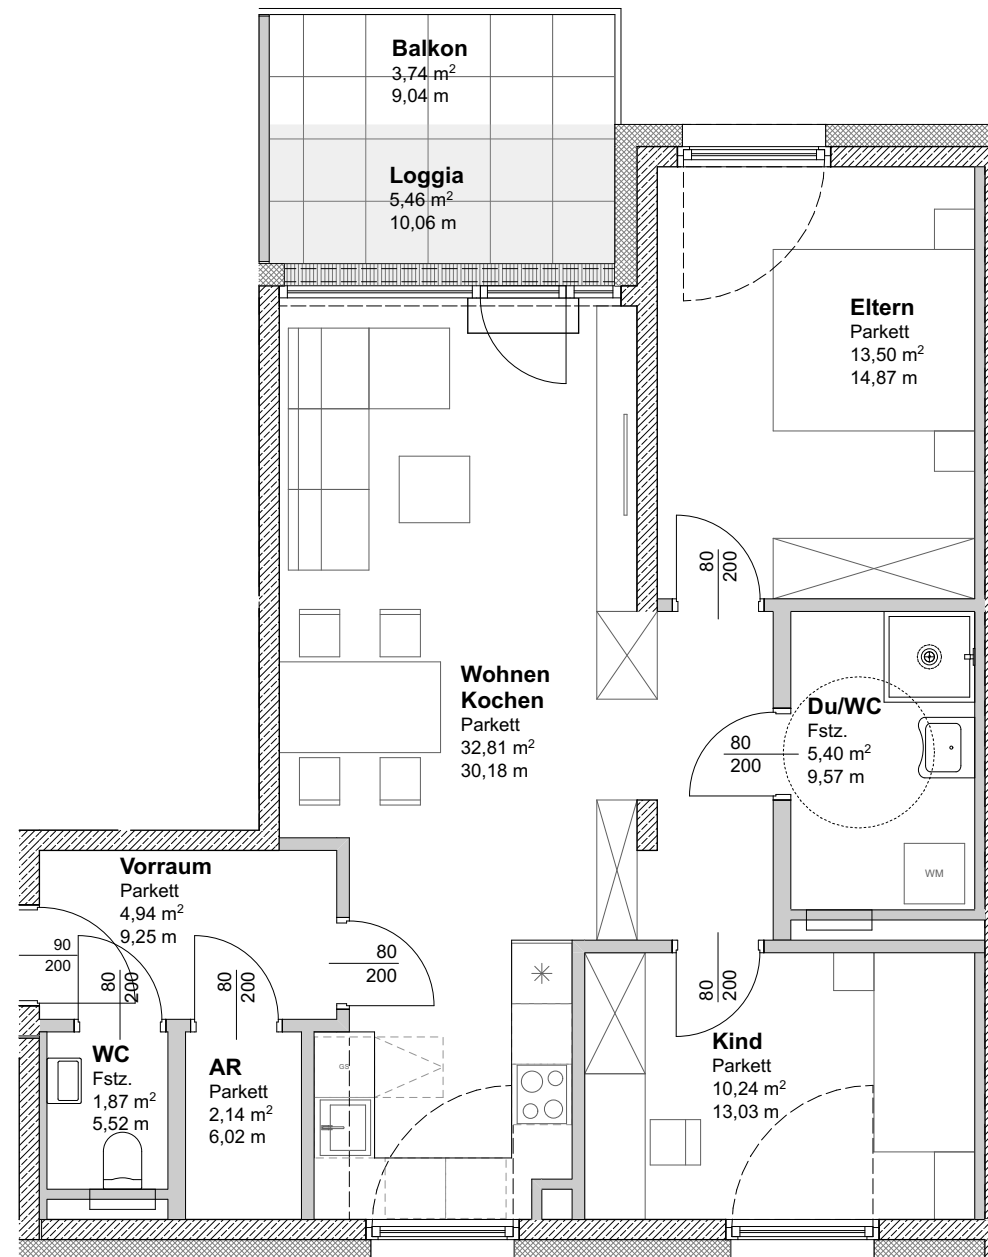 Balkon
3,74 m²
9,04 m
Loggia
5,46 m²
10,06 m
Eltern
Parkett
13,50 m²
14,87 m
80
200
Wohnen
Kochen
Parkett
32,81 m²
30,18 m
Du/WC
Fstz.
5,40 m²
9,57 m
80
200
WM
Vorraum
Parkett
4,94 m²
9,25 m
90
200
80
200
80
200
80
200
80
200
WC
Fstz.
1,87 m²
5,52 m
AR
Parkett
2,14 m²
6,02 m
GS
Kind
Parkett
10,24 m²
13,03 m